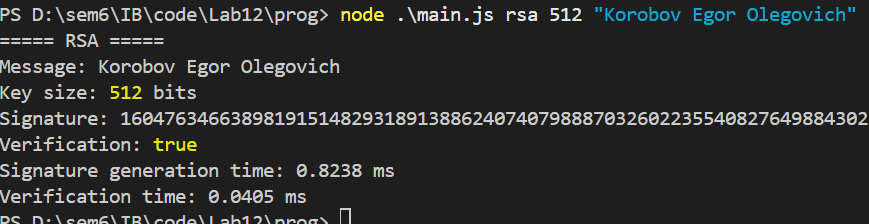 PS D:\sem6\IB\code\Lab12\prog> node .\main.js rsa 512 "Korobov Egor Olegovich"
===== RSA =====
Message: Korobov Egor Olegovich
Key size: 512 bits
Signature: 16047634663898191514829318913886240740798887032602235540827649884302
Verification: true
Signature generation time: 0.8238 ms
Verification time: 0.0405 ms
PS D:\sem6\IB\code\Lab12\prog>